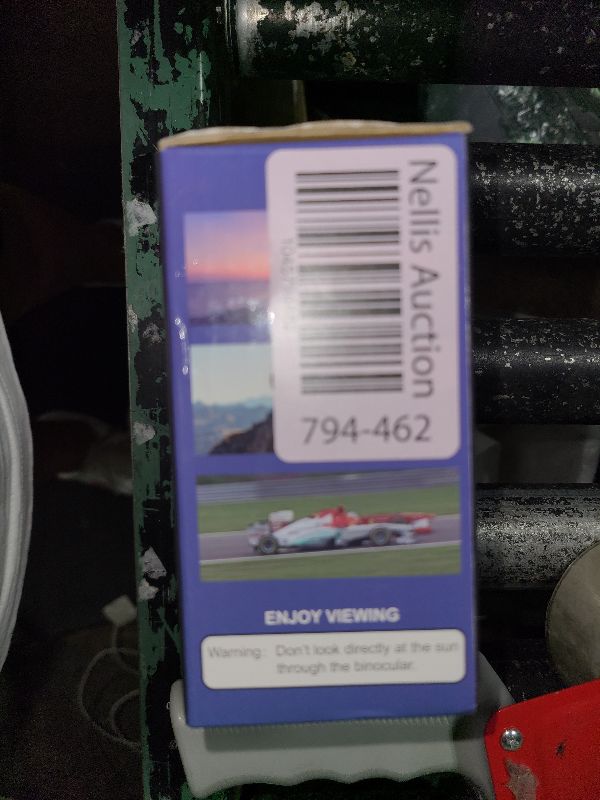 Nellis Auction
794-462
ENJOY VIEWING
Warning: Don't look directly at the sun
through the binocular.